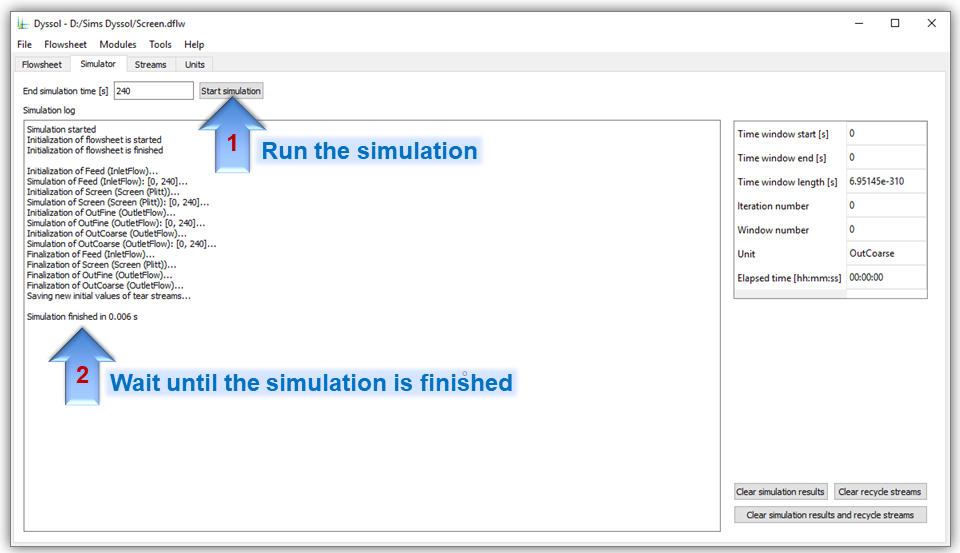 Dyssol - D:/Sims Dyssol/Screen.dflw
File Flowsheet Modules Tools Help
Flowsheet Simulator Streams Units
End simulation time [s] 240 Start simulation
Simulation log
Simulation started
Initialization of flowsheet is started
Initialization of flowsheet is finished
Initialization of Feed (InletFlow)...
Simulation of Feed (InletFlow): [0, 240]...
Initialization of Screen (Screen (Plitt))...
Simulation of Screen (Screen (Plitt)): [0, 240]...
Initialization of OutFine (OutletFlow)...
Simulation of OutFine (OutletFlow): [0, 240]...
Initialization of OutCoarse (OutletFlow)...
Simulation of OutCoarse (OutletFlow): [0, 240]...
Finalization of Feed (InletFlow)...
Finalization of Screen (Screen (Plitt))...
Finalization of OutFine (OutletFlow)...
Finalization of OutCoarse (OutletFlow)...
Saving new initial values of tear streams...
Simulation finished in 0.006 s
1 Run the simulation
2 Wait until the simulation is finished
Time window start [s] 0
Time window end [s] 0
Time window length [s] 6.95145e-310
Iteration number 0
Window number 0
Unit OutCoarse
Elapsed time [hh:mm:ss] 00:00:00
Clear simulation results Clear recycle streams
Clear simulation results and recycle streams